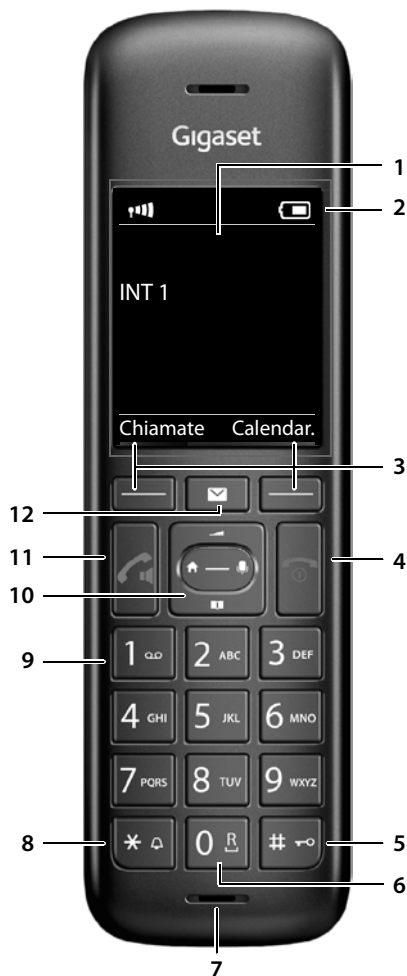 Gigaset
1
2
INT 1
Chiamate Calendar.
3
12
11
4
10
9
1 2 ABC 3 DEF
4 GHI 5 JKL 6 MNO
7 PQRS 8 TUV 9 WXYZ
8
* 0 R #
5
6
7